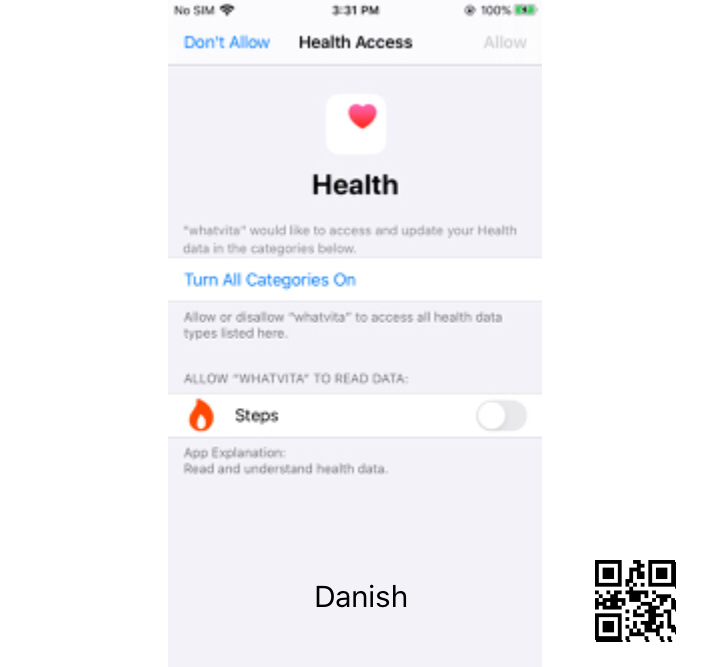 No SIM 3:31 PM 100%
Don't Allow Health Access Allow
Health
"whatvita" would like to access and update your Health
data in the categories below.
Turn All Categories On
Allow or disallow "whatvita" to access all health data
types listed here.
ALLOW "WHATVITA" TO READ DATA:
Steps
App Explanation:
Read and understand health data.
Danish